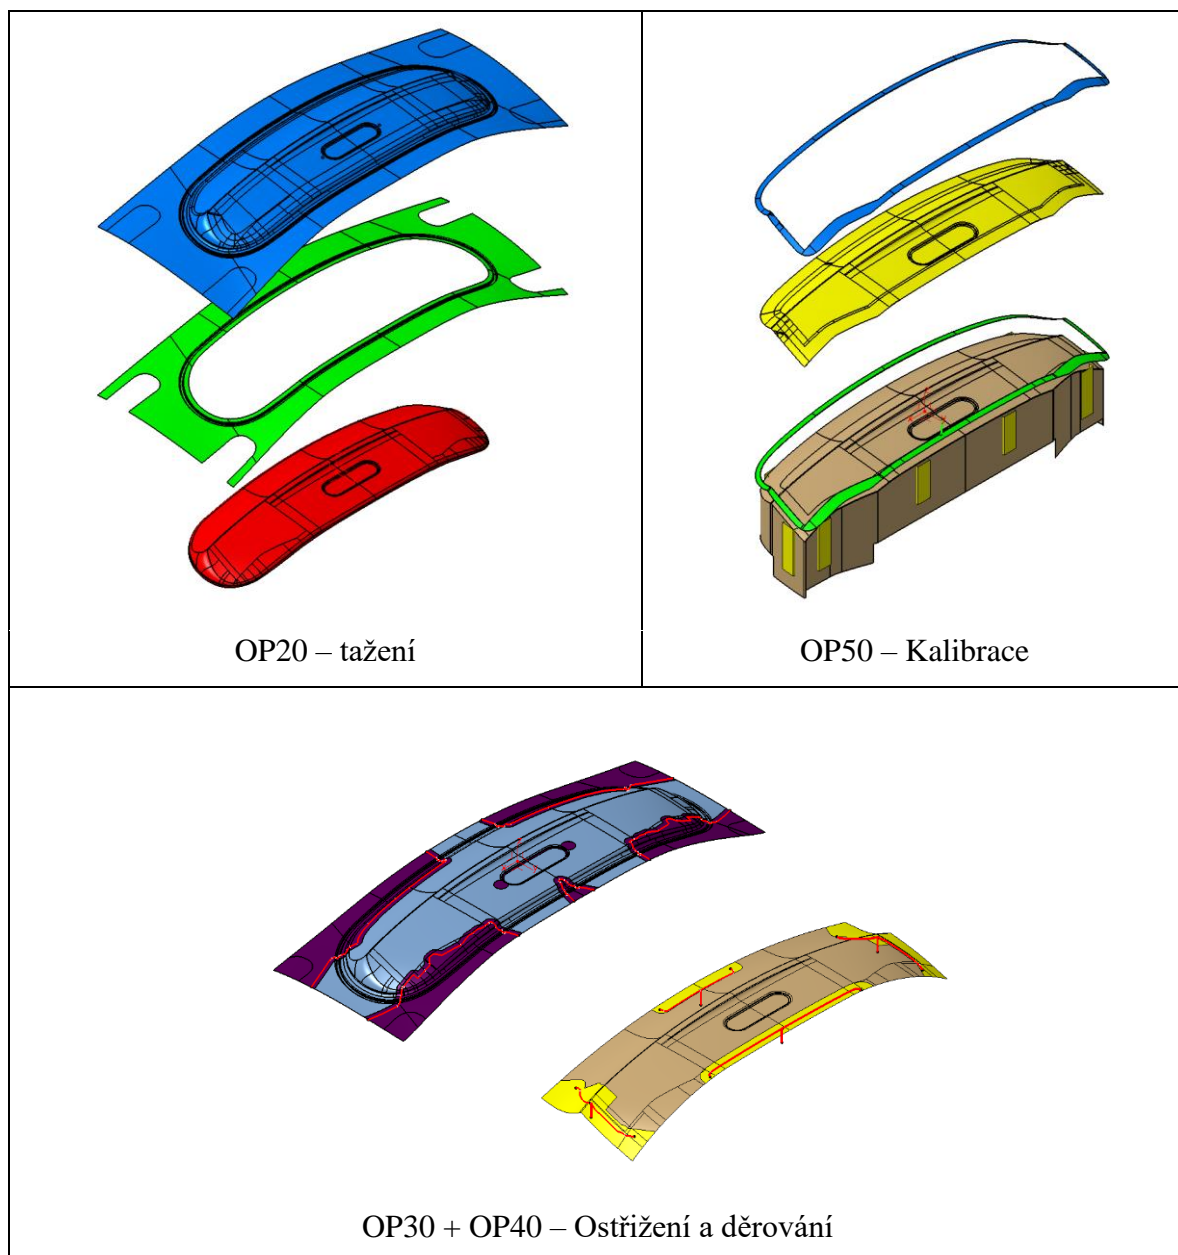 OP20 – tažení
OP50 – Kalibrace
OP30 + OP40 – Ostřižení a děrování